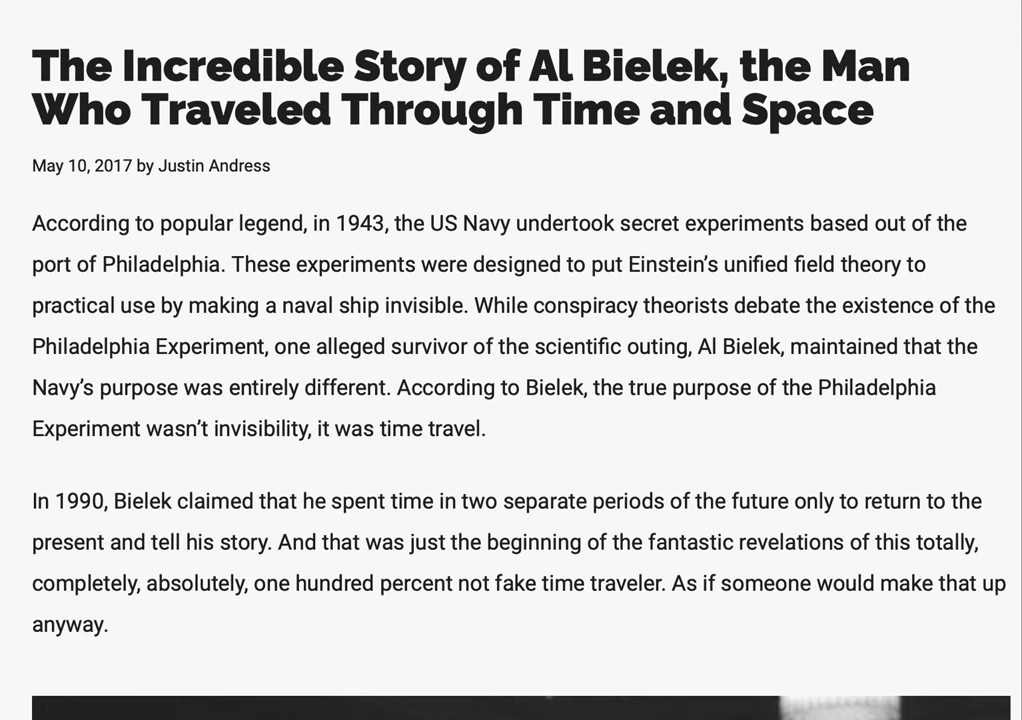 The Incredible Story of Al Bielek, the Man
Who Traveled Through Time and Space
May 10, 2017 by Justin Andress
According to popular legend, in 1943, the US Navy undertook secret experiments based out of the
port of Philadelphia. These experiments were designed to put Einstein’s unified field theory to
practical use by making a naval ship invisible. While conspiracy theorists debate the existence of the
Philadelphia Experiment, one alleged survivor of the scientific outing, Al Bielek, maintained that the
Navy’s purpose was entirely different. According to Bielek, the true purpose of the Philadelphia
Experiment wasn’t invisibility, it was time travel.
In 1990, Bielek claimed that he spent time in two separate periods of the future only to return to the
present and tell his story. And that was just the beginning of the fantastic revelations of this totally,
completely, absolutely, one hundred percent not fake time traveler. As if someone would make that up
anyway.